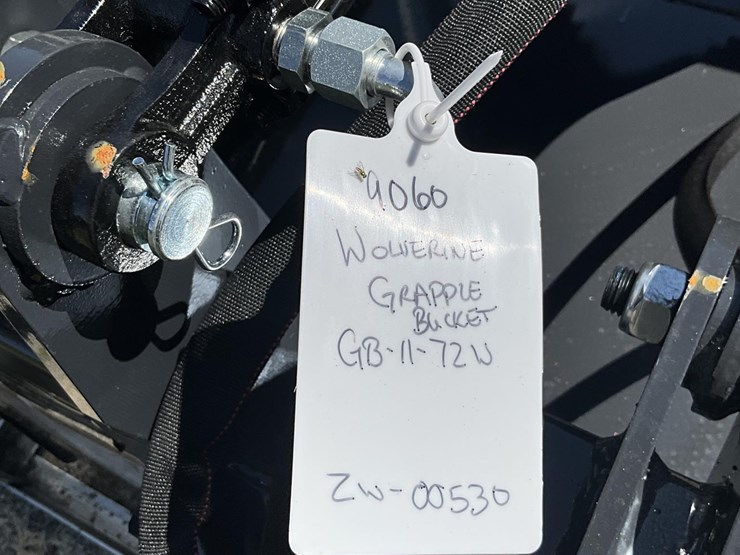 9060
WOLVERINE
GRAPPLE
BUCKET
GB-11-72W
ZW-00530